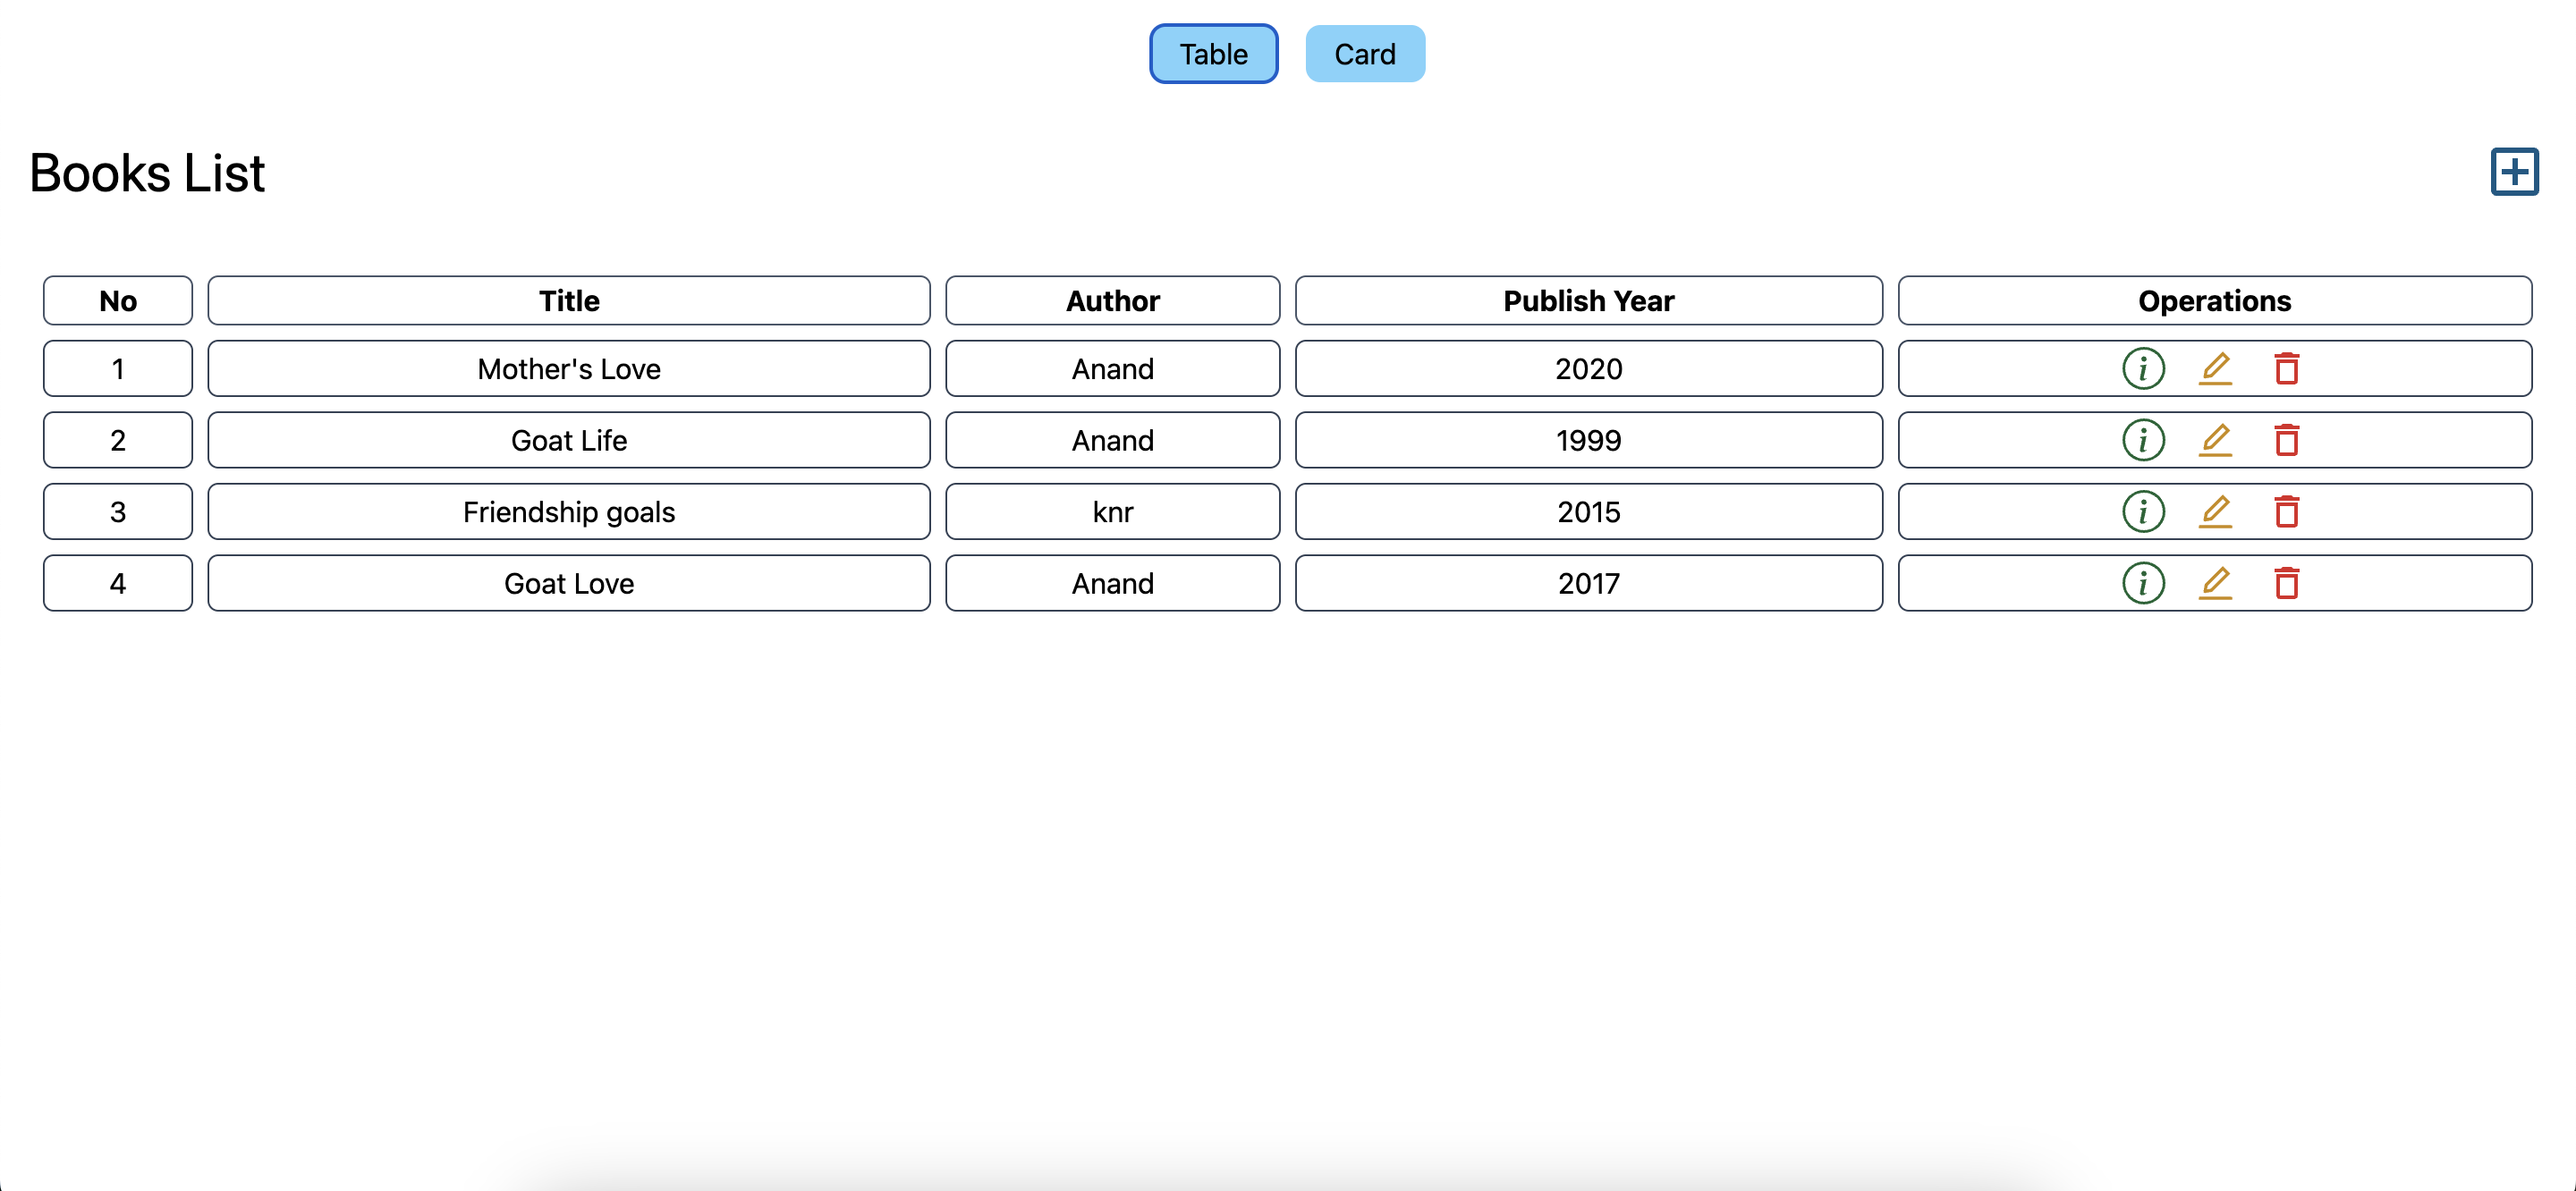 Table Card
Books List
No Title Author Publish Year Operations
1 Mother's Love Anand 2020
2 Goat Life Anand 1999
3 Friendship goals knr 2015
4 Goat Love Anand 2017